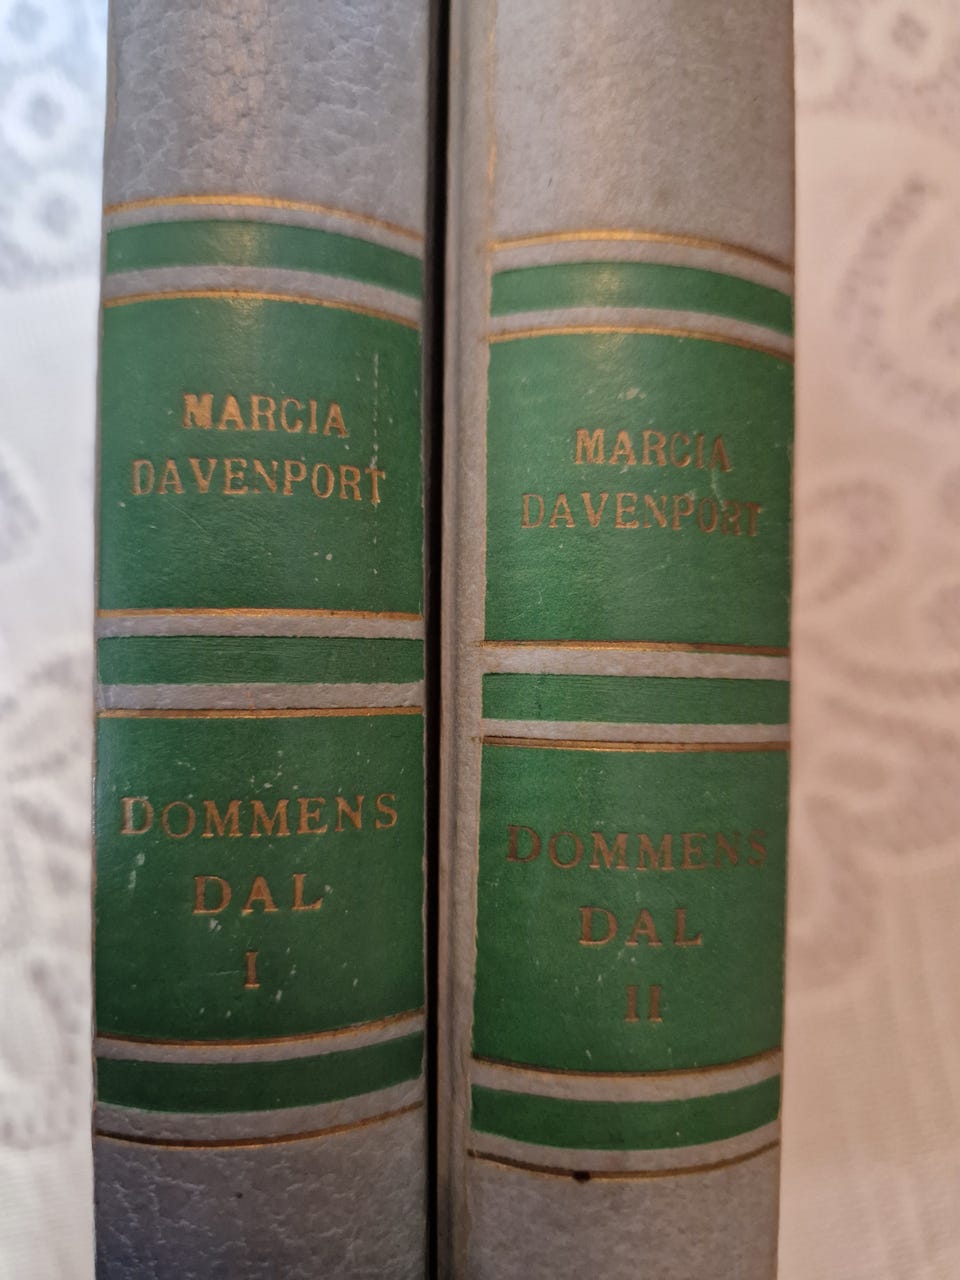 MARCIA
DAVENPORT
DOMMENS
DAL
I
MARCIA
DAVENPORT
DOMMENS
DAL
II